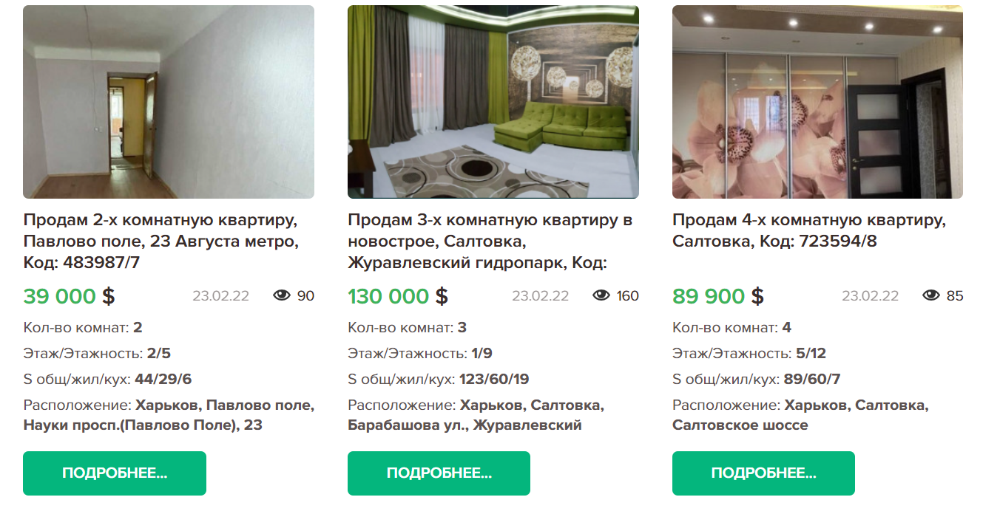 Продам 2-х комнатную квартиру,
Павлово поле, 23 Августа метро,
Код: 483987/7
39 000 $ 23.02.22 90
Кол-во комнат: 2
Этаж/Этажность: 2/5
S общ/жил/кух: 44/29/6
Расположение: Харьков, Павлово поле,
Науки просп.(Павлово Поле), 23
ПОДРОБНЕЕ...
Продам 3-х комнатную квартиру в
новострое, Салтовка,
Журавлевский гидропарк, Код:
130 000 $ 23.02.22 160
Кол-во комнат: 3
Этаж/Этажность: 1/9
S общ/жил/кух: 123/60/19
Расположение: Харьков, Салтовка,
Барабашова ул., Журавлевский
ПОДРОБНЕЕ...
Продам 4-х комнатную квартиру,
Салтовка, Код: 723594/8
89 900 $ 23.02.22 85
Кол-во комнат: 4
Этаж/Этажность: 5/12
S общ/жил/кух: 89/60/7
Расположение: Харьков, Салтовка,
Салтовское шоссе
ПОДРОБНЕЕ...